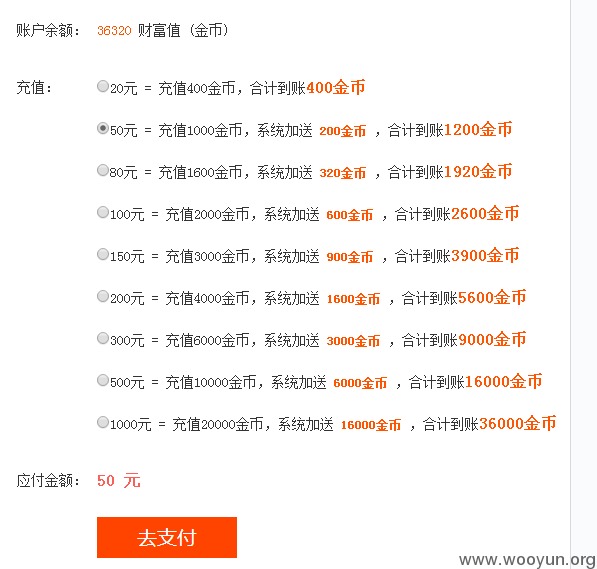 账户余额： 36320 财富值 (金币)
充值： 20元 = 充值400金币，合计到账400金币
50元 = 充值1000金币，系统加送 200金币 ，合计到账1200金币
80元 = 充值1600金币，系统加送 320金币 ，合计到账1920金币
100元 = 充值2000金币，系统加送 600金币 ，合计到账2600金币
150元 = 充值3000金币，系统加送 900金币 ，合计到账3900金币
200元 = 充值4000金币，系统加送 1600金币 ，合计到账5600金币
300元 = 充值6000金币，系统加送 3000金币 ，合计到账9000金币
500元 = 充值10000金币，系统加送 6000金币 ，合计到账16000金币
1000元 = 充值20000金币，系统加送 16000金币 ，合计到账36000金币
应付金额： 50 元
去支付
www.wooyun.org